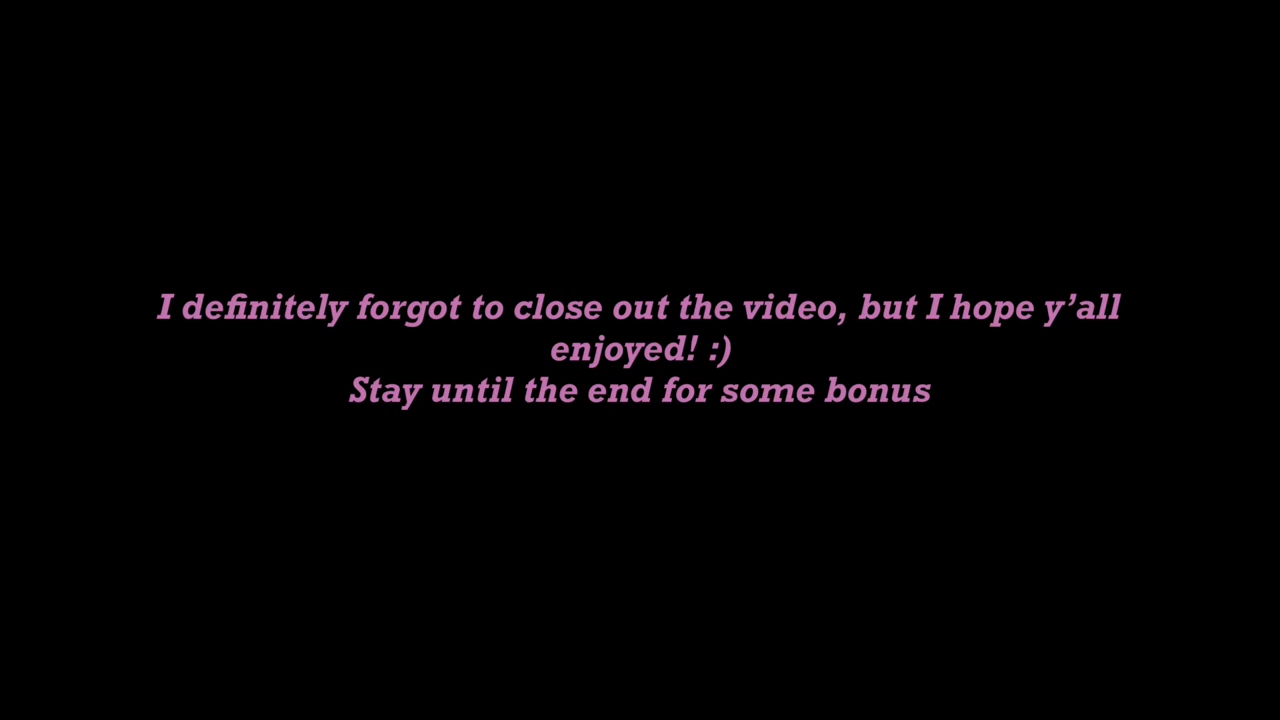 I definitely forgot to close out the video, but I hope y’all
enjoyed! :)
Stay until the end for some bonus